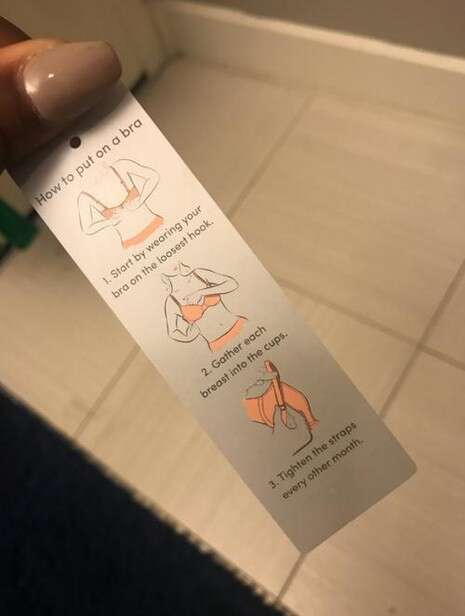 How to put on a bra
1. Start by wearing your
bra on the loosest hook.
2. Gather each
breast into the cups.
3. Tighten the straps
every other month.